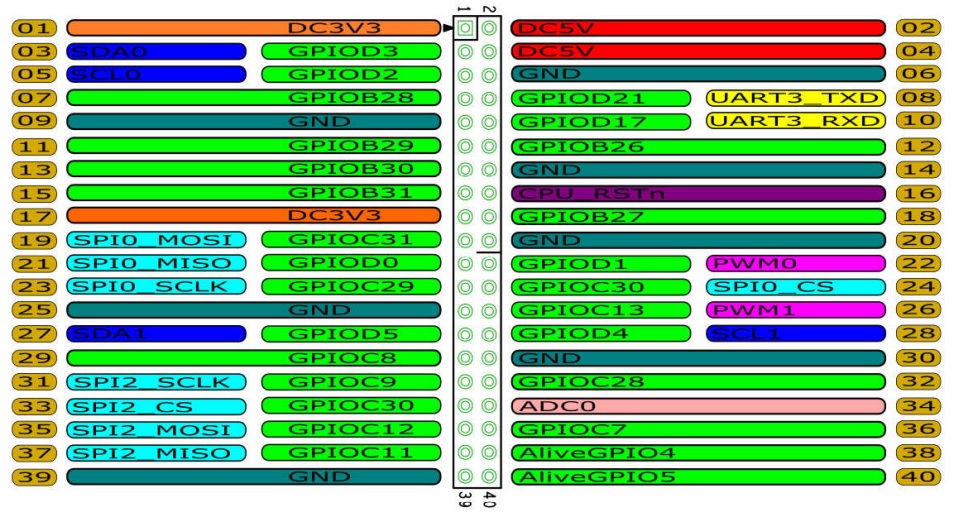 1 2
01 DC3V3 DC5V 02
03 SDA0 GPIOD3 DC5V 04
05 SCL0 GPIOD2 GND 06
07 GPIOB28 GPIOD21 UART3_TXD 08
09 GND GPIOD17 UART3_RXD 10
11 GPIOB29 GPIOB26 12
13 GPIOB30 GND 14
15 GPIOB31 CPU_RSTn 16
17 DC3V3 GPIOB27 18
19 SPI0_MOSI GPIOC31 GND 20
21 SPI0_MISO GPIOD0 GPIOD1 PWM0 22
23 SPI0_SCLK GPIOC29 GPIOC30 SPI0_CS 24
25 GND GPIOC13 PWM1 26
27 SDA1 GPIOD5 GPIOD4 SCL1 28
29 GPIOC8 GND 30
31 SPI2_SCLK GPIOC9 GPIOC28 32
33 SPI2_CS GPIOC30 ADC0 34
35 SPI2_MOSI GPIOC12 GPIOC7 36
37 SPI2_MISO GPIOC11 AliveGPIO4 38
39 GND AliveGPIO5 40
39 40